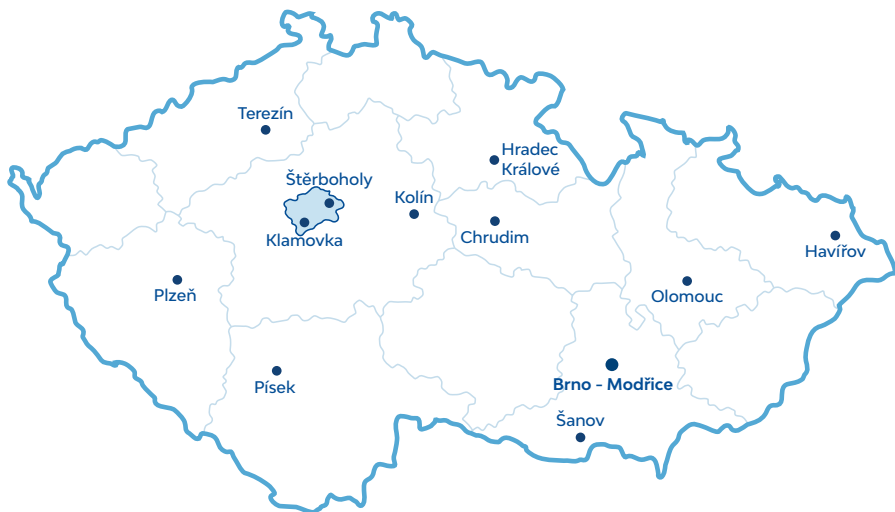 Terezín
Hradec
Králové
Štěrboholy
Kolín
Klamovka
Chrudim
Havířov
Plzeň
Olomouc
Písek
Brno - Modřice
Šanov